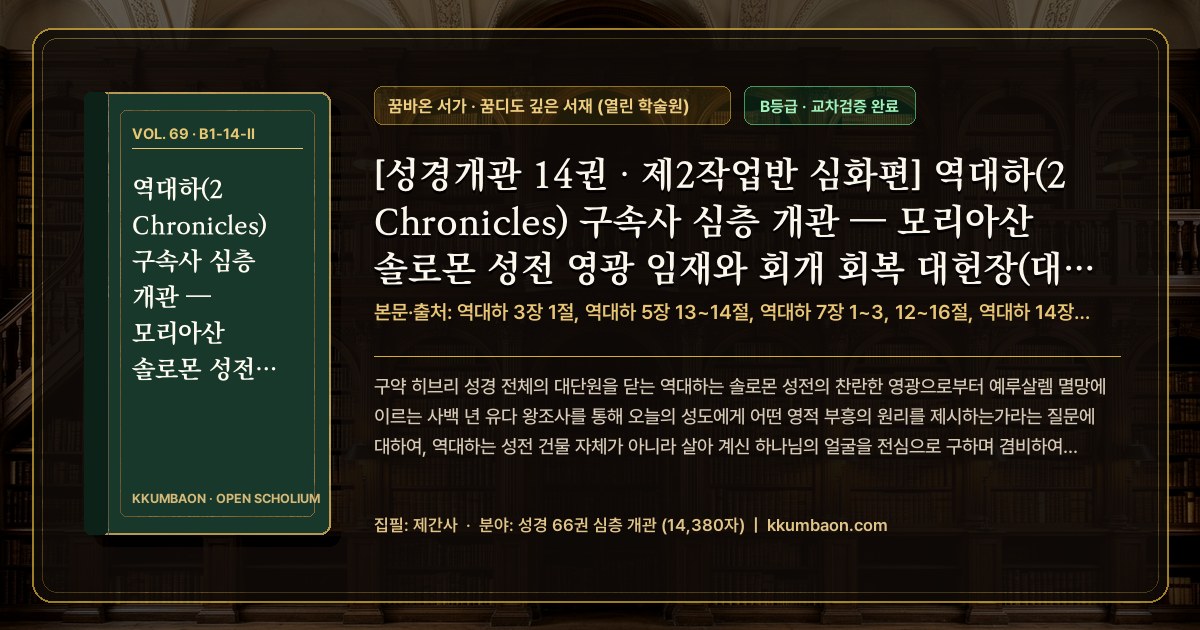 VOL. 69 · B1-14-II
역대하(2
Chronicles)
구속사 심층
개관 —
모리아산
솔로몬 성전…
KKUMBAON · OPEN SCHOLIUM
꿈바온 서가 · 꿈디도 깊은 서재 (열린 학술원)
B등급 · 교차검증 완료
[성경개관 14권 · 제2작업반 심화편] 역대하(2
Chronicles) 구속사 심층 개관 — 모리아산
솔로몬 성전 영광 임재와 회개 회복 대헌장(대…
본문·출처: 역대하 3장 1절, 역대하 5장 13~14절, 역대하 7장 1~3, 12~16절, 역대하 14장...
구약 히브리 성경 전체의 대단원을 닫는 역대하는 솔로몬 성전의 찬란한 영광으로부터 예루살렘 멸망에
이르는 사백 년 유다 왕조사를 통해 오늘의 성도에게 어떤 영적 부흥의 원리를 제시하는가라는 질문에
대하여, 역대하는 성전 건물 자체가 아니라 살아 계신 하나님의 얼굴을 전심으로 구하며 겸비하여...
집필: 제간사 · 분야: 성경 66권 심층 개관 (14,380자) | kkumbaon.com